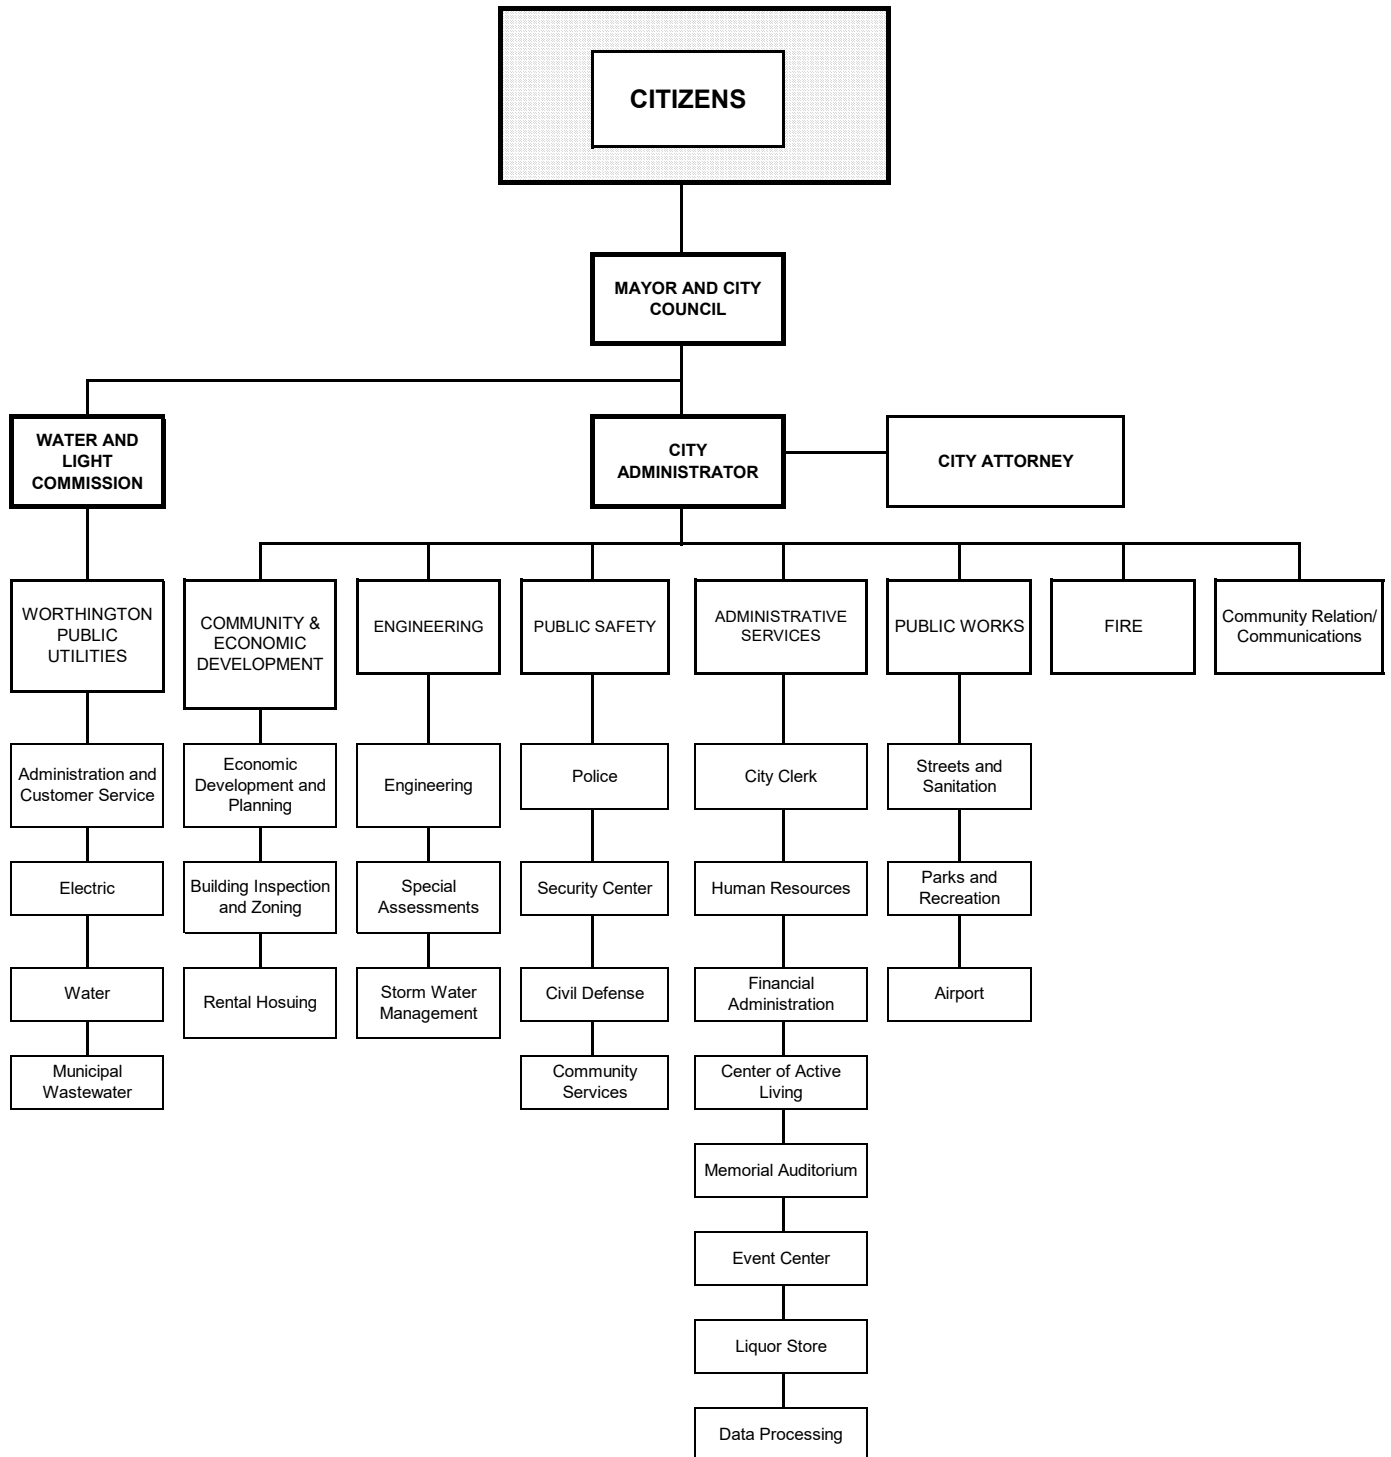 CITIZENS
MAYOR AND CITY
COUNCIL
WATER AND
LIGHT
COMMISSION
CITY
ADMINISTRATOR
CITY ATTORNEY
WORTHINGTON
PUBLIC
UTILITIES
COMMUNITY &
ECONOMIC
DEVELOPMENT
ENGINEERING
PUBLIC SAFETY
ADMINISTRATIVE
SERVICES
PUBLIC WORKS
FIRE
Community Relation/
Communications
Administration and
Customer Service
Economic
Development and
Planning
Engineering
Police
City Clerk
Streets and
Sanitation
Electric
Building Inspection
and Zoning
Special
Assessments
Security Center
Human Resources
Parks and
Recreation
Water
Rental Hosuing
Storm Water
Management
Civil Defense
Financial
Administration
Airport
Municipal
Wastewater
Community
Services
Center of Active
Living
Memorial Auditorium
Event Center
Liquor Store
Data Processing